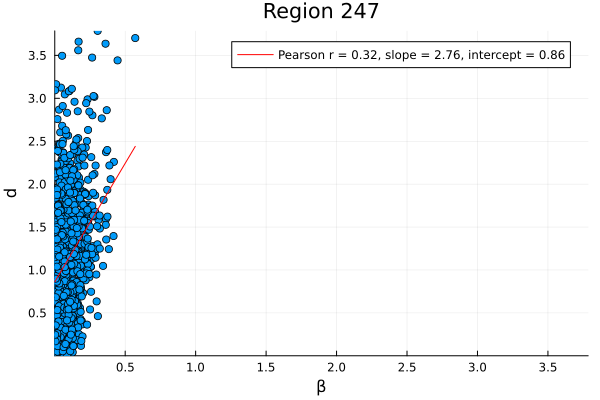 Region 247
Pearson r = 0.32, slope = 2.76, intercept = 0.86
3.5
3.0
2.5
2.0
1.5
1.0
0.5
d
0.5 1.0 1.5 2.0 2.5 3.0 3.5
β